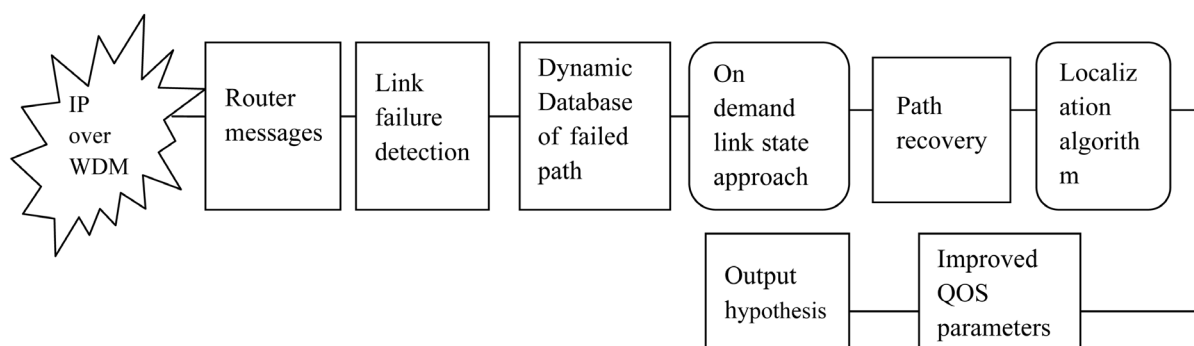 IP
over
WDM
Router
messages
Link
failure
detection
Dynamic
Database
of failed
path
On
demand
link state
approach
Path
recovery
Localiz
ation
algorith
m
Output
hypothesis
Improved
QOS
parameters